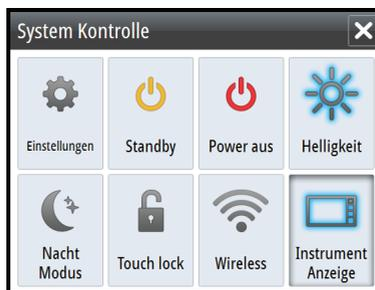 System Kontrolle
Einstellungen
Standby
Power aus
Helligkeit
Nacht
Modus
Touch lock
Wireless
Instrument
Anzeige